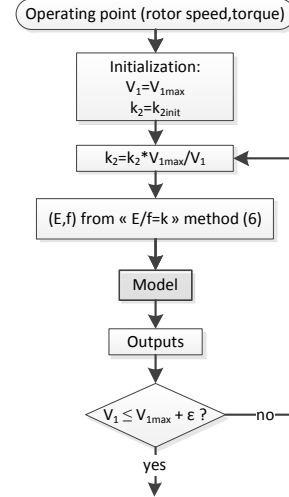 Operating point (rotor speed,torque)
Initialization:
V₁=V₁ₘₐₓ
k₂=k₂ᵢₙᵢₜ
k₂=k₂*V₁ₘₐₓ/V₁
(E,f) from « E/f=k » method (6)
Model
Outputs
V₁ ≤ V₁ₘₐₓ + ε ?
no
yes